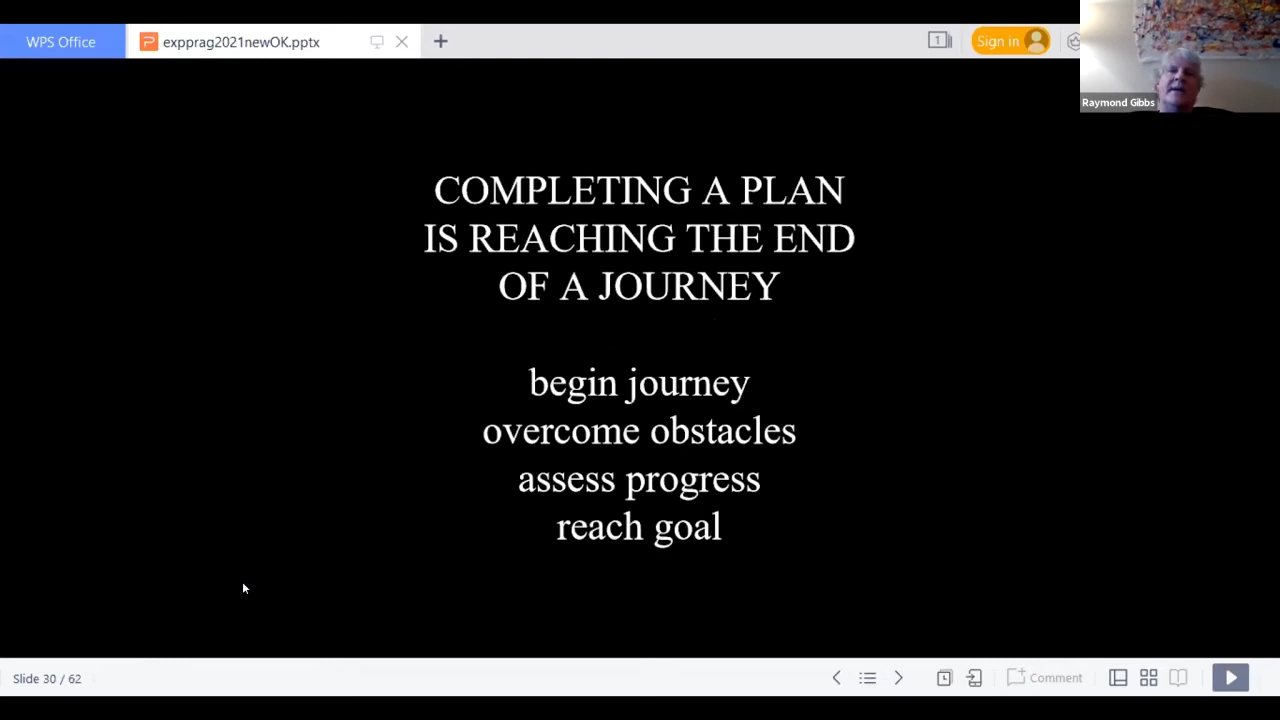 WPS Office
expprag2021newOK.pptx
1
Sign in
Raymond Gibbs
COMPLETING A PLAN
IS REACHING THE END
OF A JOURNEY
begin journey
overcome obstacles
assess progress
reach goal
Slide 30 / 62
Comment